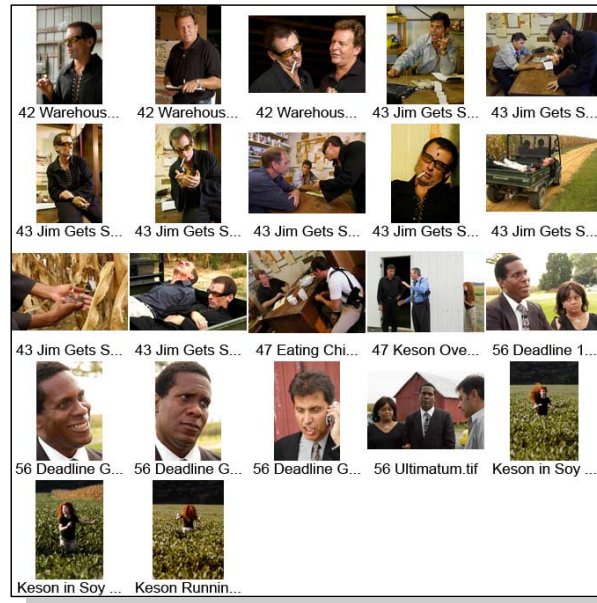 42 Warehous... 42 Warehous... 42 Warehous... 43 Jim Gets S... 43 Jim Gets S...
43 Jim Gets S... 43 Jim Gets S... 43 Jim Gets S... 43 Jim Gets S... 43 Jim Gets S...
43 Jim Gets S... 43 Jim Gets S... 47 Eating Chi... 47 Keson Ove... 56 Deadline 1...
56 Deadline G... 56 Deadline G... 56 Deadline G... 56 Ultimatum.tif Keson in Soy ...
Keson in Soy ... Keson Runnin...